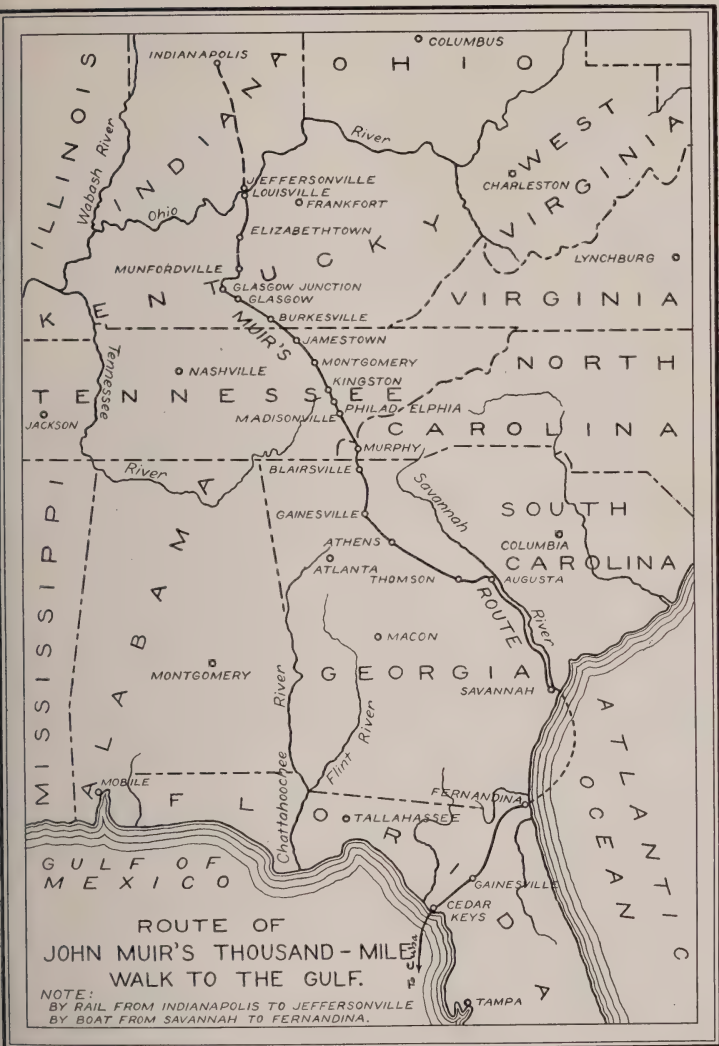 INDIANAPOLIS
COLUMBUS
OHIO
ILLINOIS
INDIANA
Wabash River
River
WEST
VIRGINIA
CHARLESTON
JEFFERSONVILLE
LOUISVILLE
FRANKFORT
Ohio
ELIZABETHTOWN
LYNCHBURG
MUNFORDVILLE
GLASGOW JUNCTION
GLASGOW
KENTUCKY
VIRGINIA
BURKESVILLE
MUIR'S
JAMESTOWN
MONTGOMERY
NORTH
Tennessee
NASHVILLE
KINGSTON
TENNESSEE
PHILADELPHIA
MADISONVILLE
JACKSON
CAROLINA
MURPHY
River
BLAIRSVILLE
Savannah
MISSISSIPPI
ALABAMA
GAINESVILLE
SOUTH
ATHENS
COLUMBIA
ATLANTA
CAROLINA
THOMSON
AUGUSTA
ROUTE
River
MACON
MONTGOMERY
GEORGIA
SAVANNAH
River
Flint River
ATLANTIC
OCEAN
ATLANTIC
MOBILE
Chattahoochee
FERNANDINA
FLORIDA
TALLAHASSEE
GULF OF
MEXICO
GAINESVILLE
CEDAR
KEYS
To Cuba
TAMPA
ROUTE OF
JOHN MUIR'S THOUSAND-MILE
WALK TO THE GULF.
NOTE:
BY RAIL FROM INDIANAPOLIS TO JEFFERSONVILLE
BY BOAT FROM SAVANNAH TO FERNANDINA.